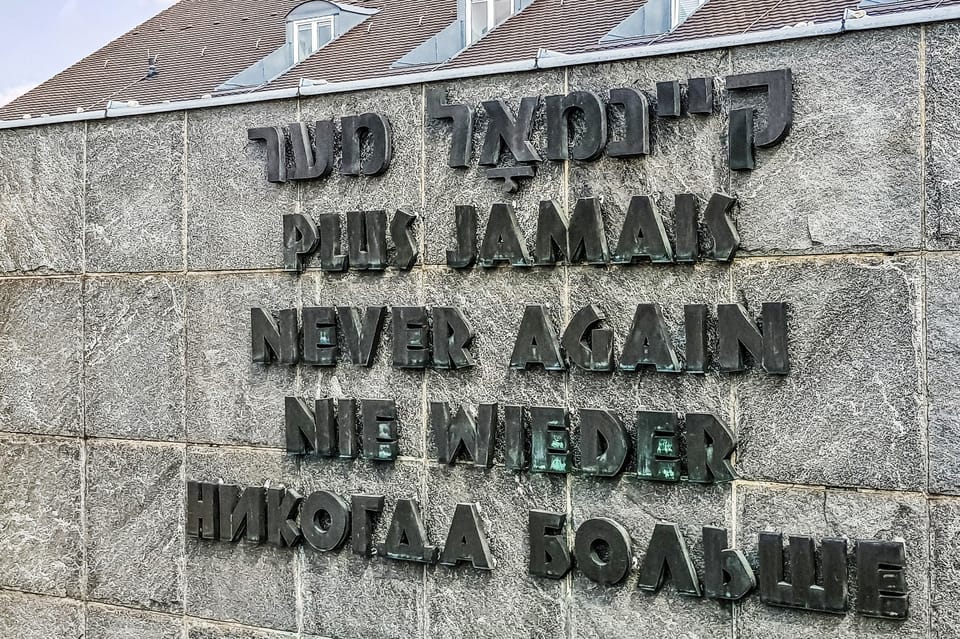 קיינמאָל מער
PLUS JAMAIS
NEVER AGAIN
NIE WIEDER
НИКОГДА БОЛЬШЕ